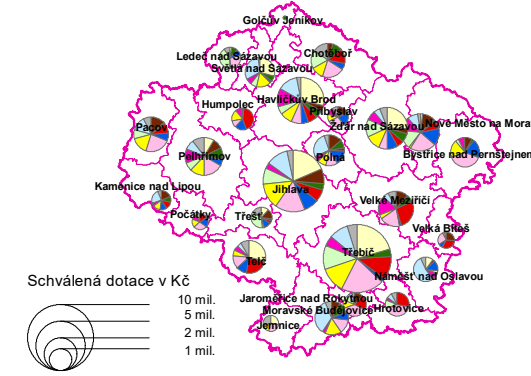 Golčův Jeníkov
Ledeč nad Sázavou
Chotěboř
Světlá nad Sázavou
Havlíčkův Brod
Humpolec
Přibyslav
Pacov
Žďár nad Sázavou
Nové Město na Mora
Pelhřimov
Polná
Bystřice nad Pernštejnem
Jihlava
Kamenice nad Lipou
Velké Meziříčí
Počátky
Třešť
Velká Bíteš
Telč
Třebíč
Náměšť nad Oslavou
Schválená dotace v Kč
10 mil.
5 mil.
2 mil.
1 mil.
Jaroměřice nad Rokytnou
Hrotovice
Moravské Budějovice
Jemnice